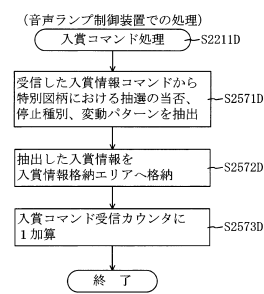 (音声ランプ制御装置での処理)
入賞コマンド処理
S2211D
受信した入賞情報コマンドから
特別図柄における抽選の当否、
停止種別、変動パターンを抽出
S2571D
抽出した入賞情報を
入賞情報格納エリアへ格納
S2572D
入賞コマンド受信カウンタに
1加算
S2573D
終 了